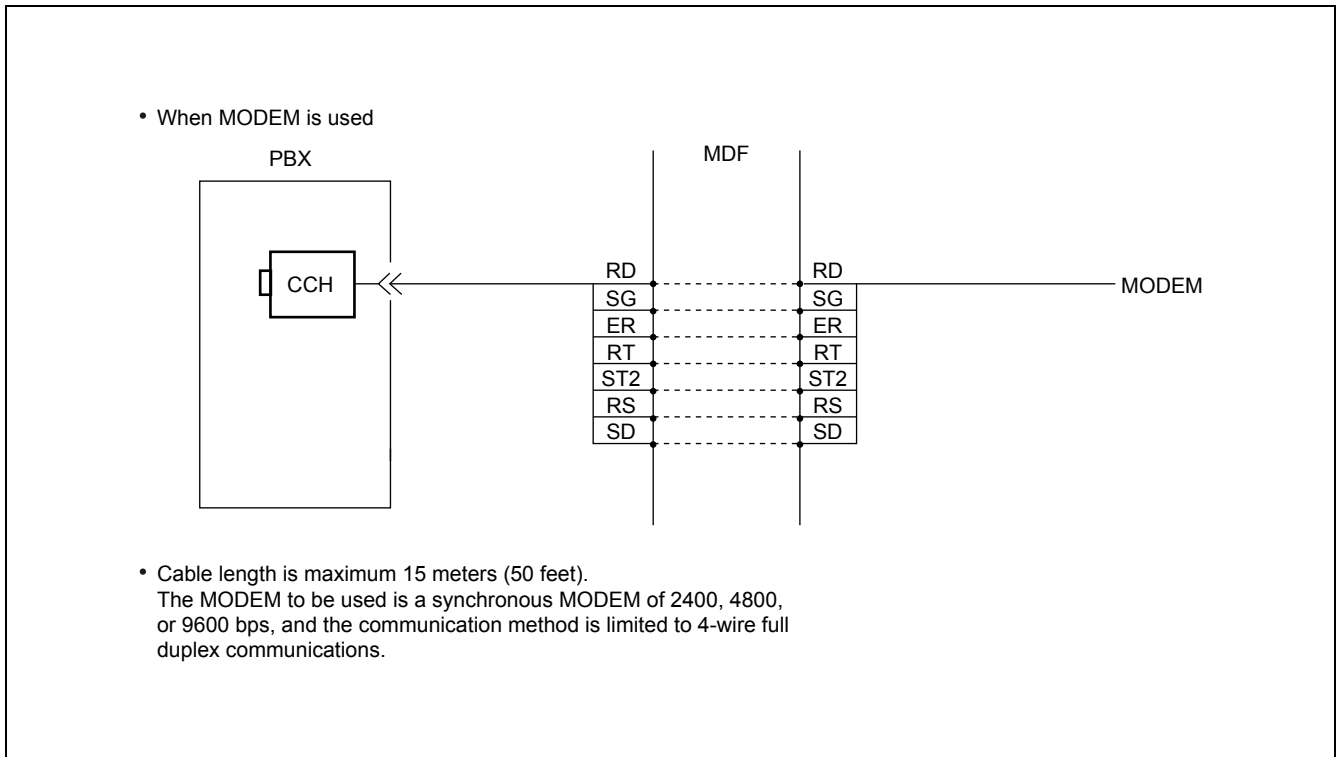 • When MODEM is used
PBX
MDF
CCH
RD
SG
ER
RT
ST2
RS
SD
RD
SG
ER
RT
ST2
RS
SD
MODEM
• Cable length is maximum 15 meters (50 feet).
The MODEM to be used is a synchronous MODEM of 2400, 4800,
or 9600 bps, and the communication method is limited to 4-wire full
duplex communications.